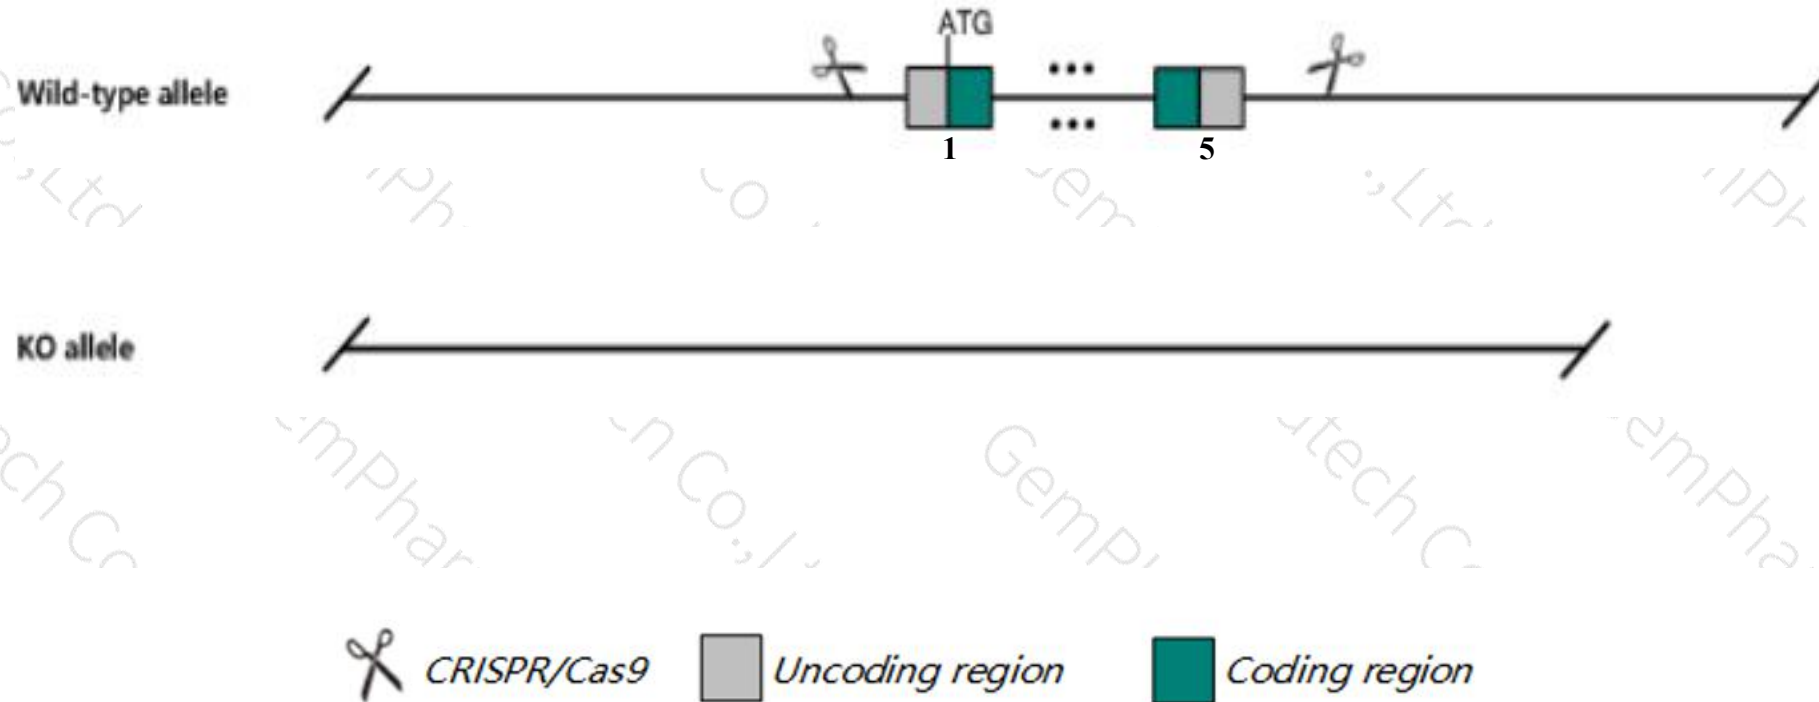 ATG
Wild-type allele
... 
...
1 5
KO allele
CRISPR/Cas9 Uncoding region Coding region